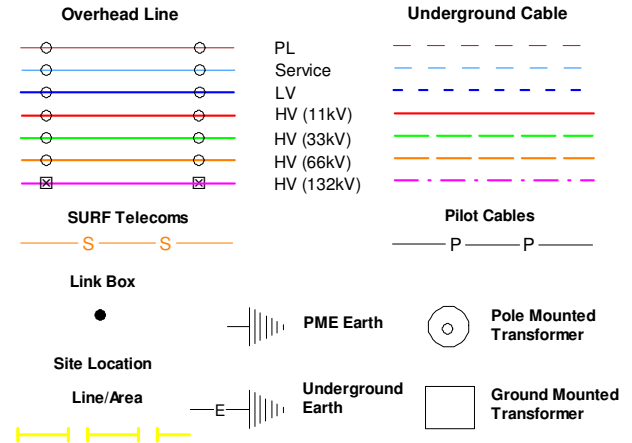 Overhead Line
Underground Cable
PL
Service
LV
HV (11kV)
HV (33kV)
HV (66kV)
HV (132kV)
SURF Telecoms
Pilot Cables
S S
P P
Link Box
PME Earth
Pole Mounted
Transformer
Site Location
Line/Area
E
Underground
Earth
Ground Mounted
Transformer